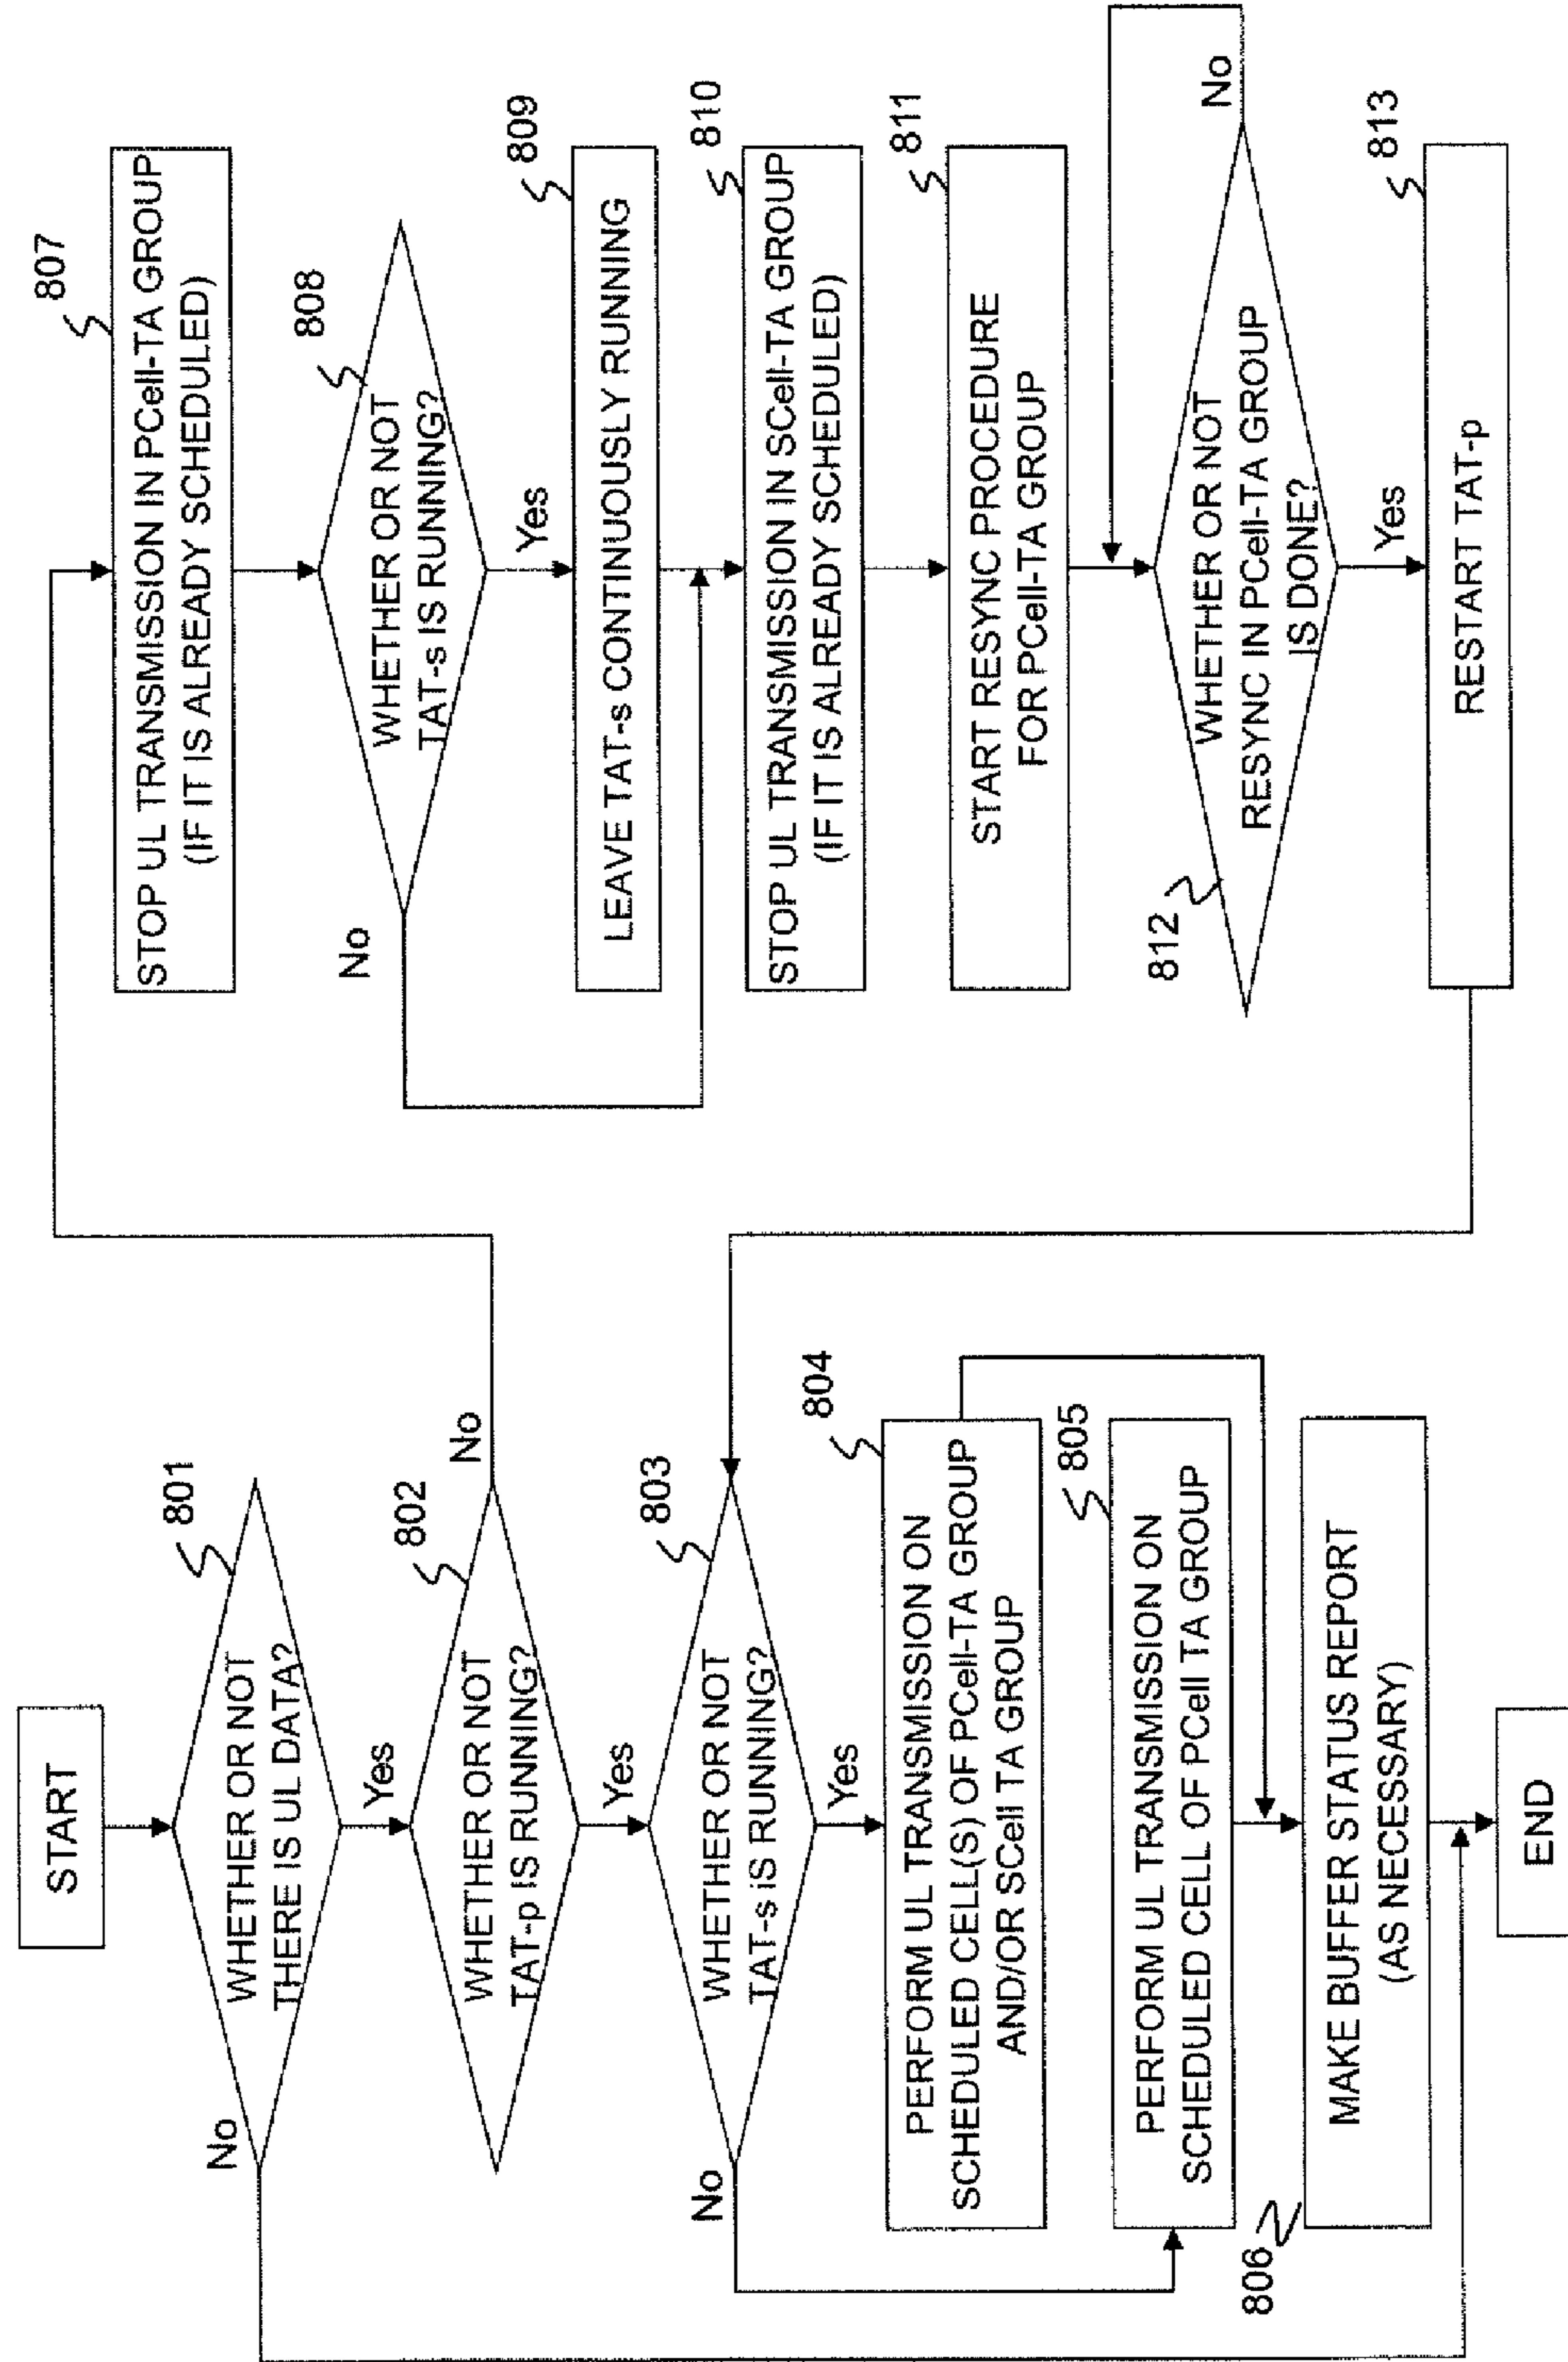 START
801
WHETHER OR NOT
THERE IS UL DATA?
No
Yes
802
WHETHER OR NOT
TAT-p IS RUNNING?
No
Yes
803
WHETHER OR NOT
TAT-s IS RUNNING?
No
Yes
804
PERFORM UL TRANSMISSION ON
SCHEDULED CELL(S) OF PCell-TA GROUP
AND/OR SCell TA GROUP
805
PERFORM UL TRANSMISSION ON
SCHEDULED CELL OF PCell TA GROUP
806
MAKE BUFFER STATUS REPORT
(AS NECESSARY)
END
807
STOP UL TRANSMISSION IN PCell-TA GROUP
(IF IT IS ALREADY SCHEDULED)
808
WHETHER OR NOT
TAT-s IS RUNNING?
No
Yes
809
LEAVE TAT-s CONTINUOUSLY RUNNING
810
STOP UL TRANSMISSION IN SCell-TA GROUP
(IF IT IS ALREADY SCHEDULED)
811
START RESYNC PROCEDURE
FOR PCell-TA GROUP
812
WHETHER OR NOT
RESYNC IN PCell-TA GROUP
IS DONE?
No
Yes
813
RESTART TAT-p